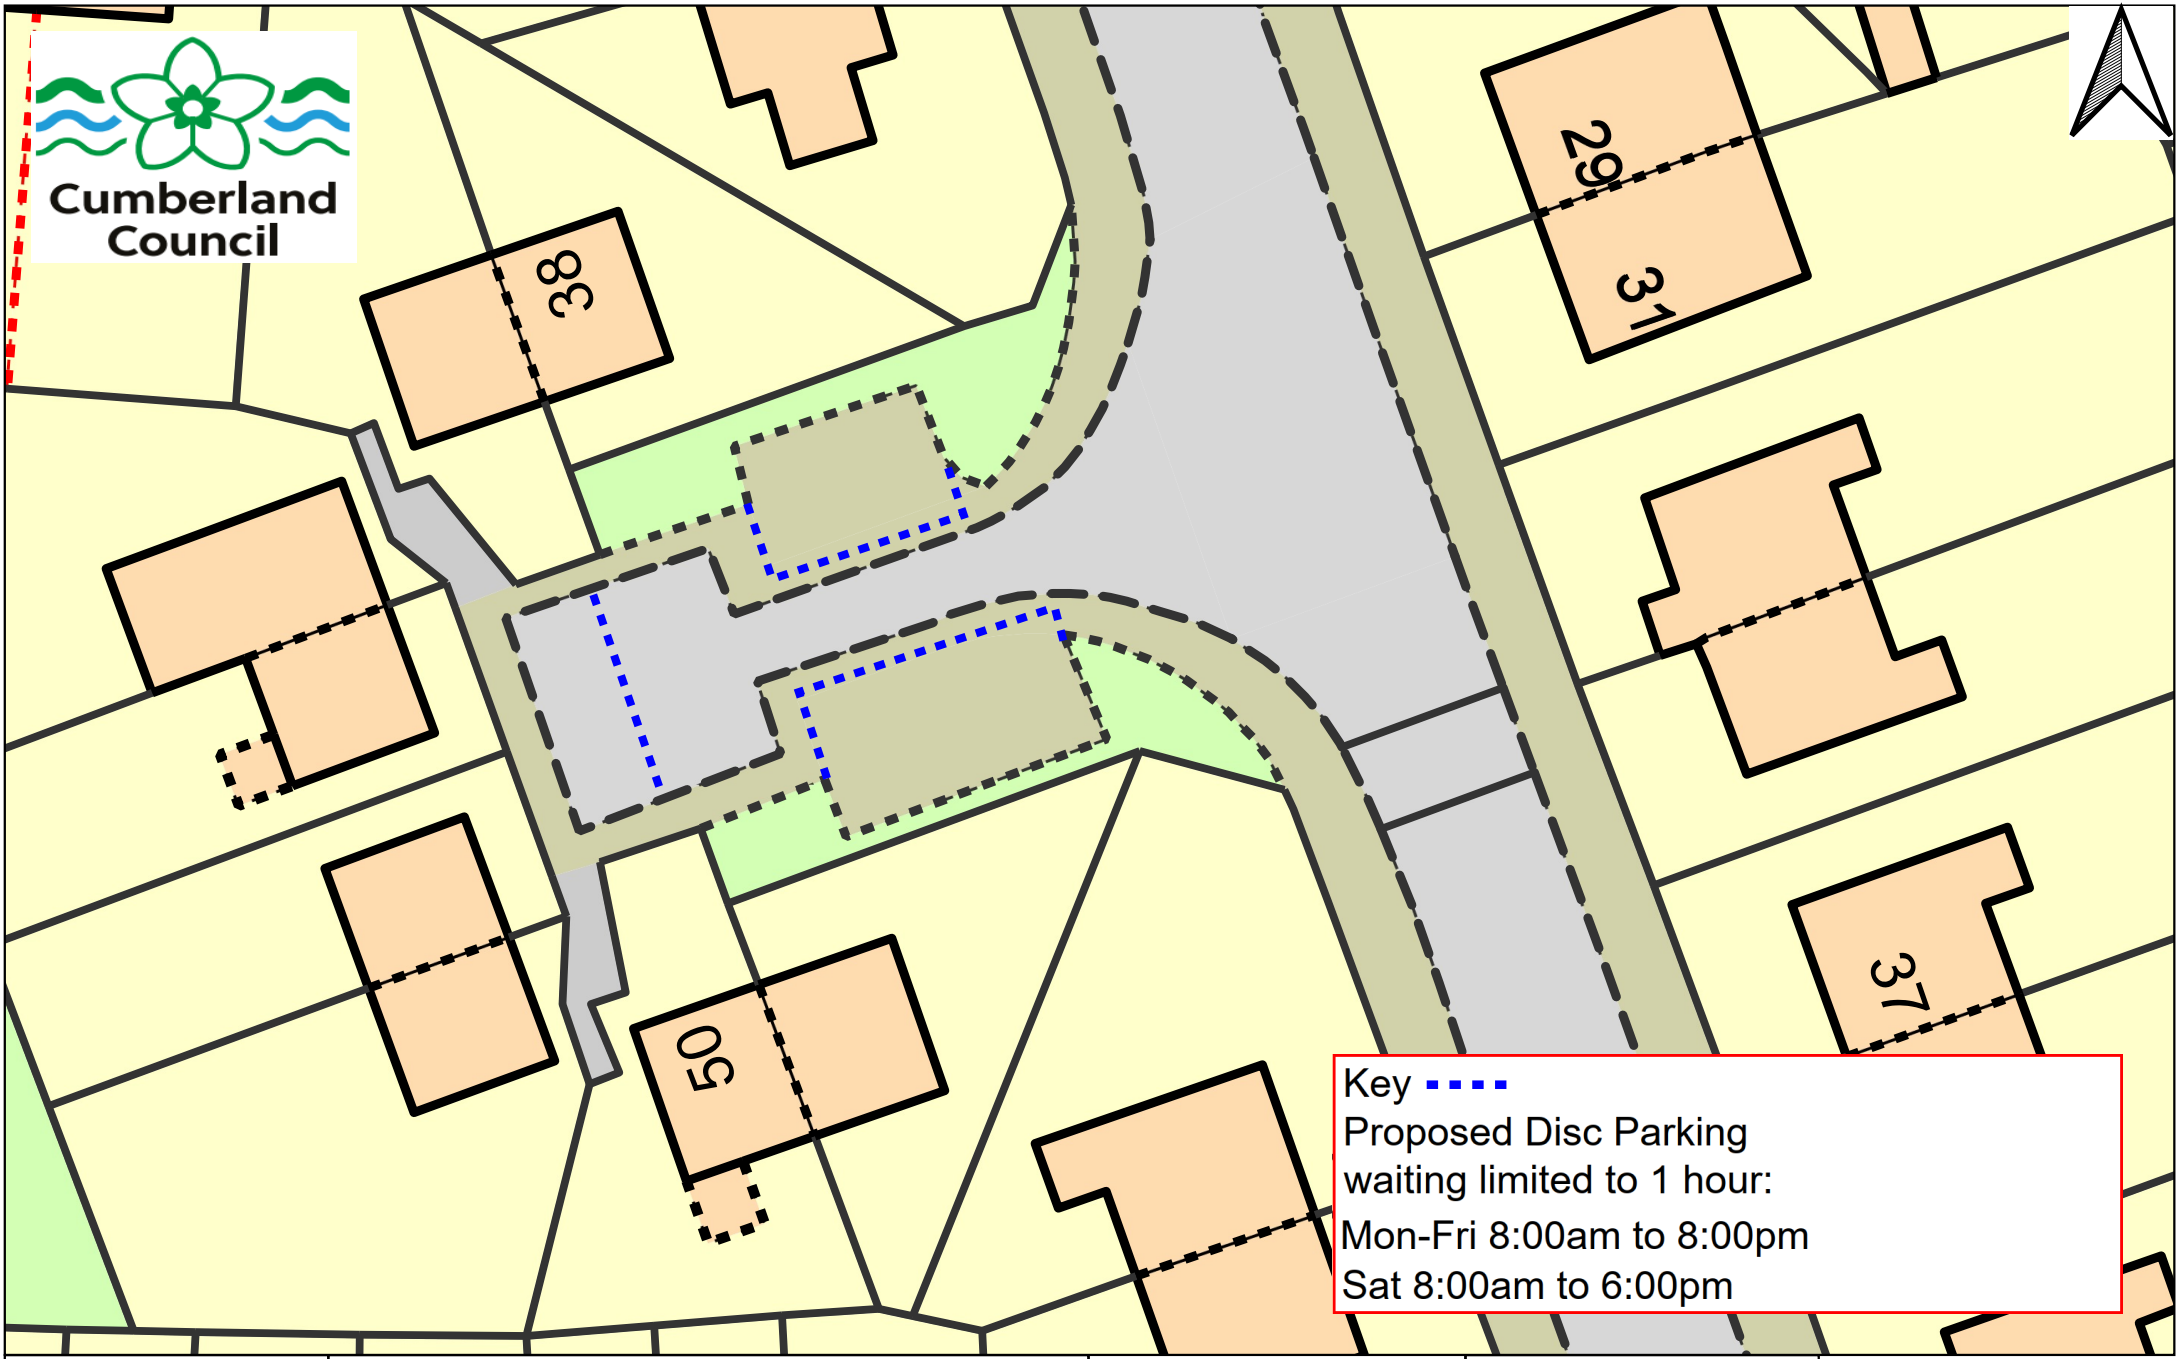 Cumberland
Council
38
29
31
37
50
Key
Proposed Disc Parking
waiting limited to 1 hour:
Mon-Fri 8:00am to 8:00pm
Sat 8:00am to 6:00pm